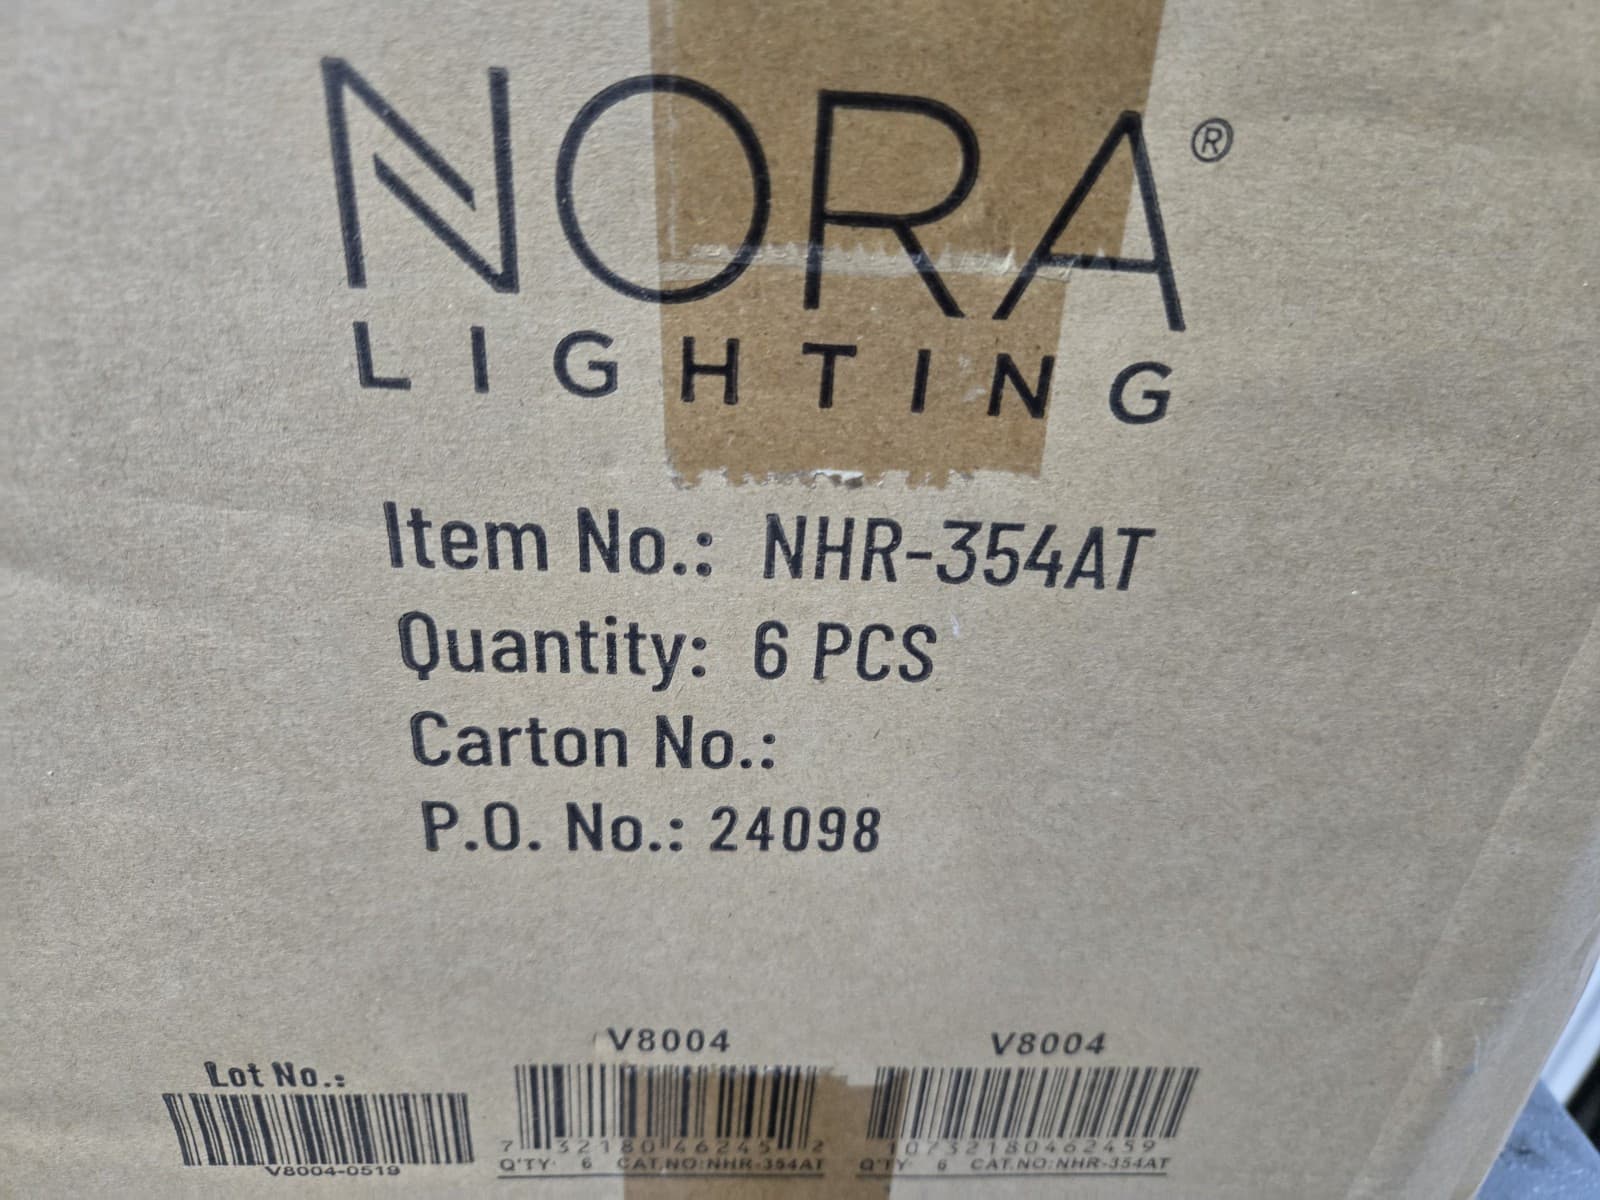 NORA®
LIGHTING
Item No.: NHR-354AT
Quantity: 6 PCS
Carton No.:
P.O. No.: 24098
Lot No.:
V8004-0519
V8004
7 32180 46245 2
Q'TY: 6 CAT.NO:NHR-354AT
V8004
10732180462459
Q'TY: 6 CAT.NO:NHR-354AT